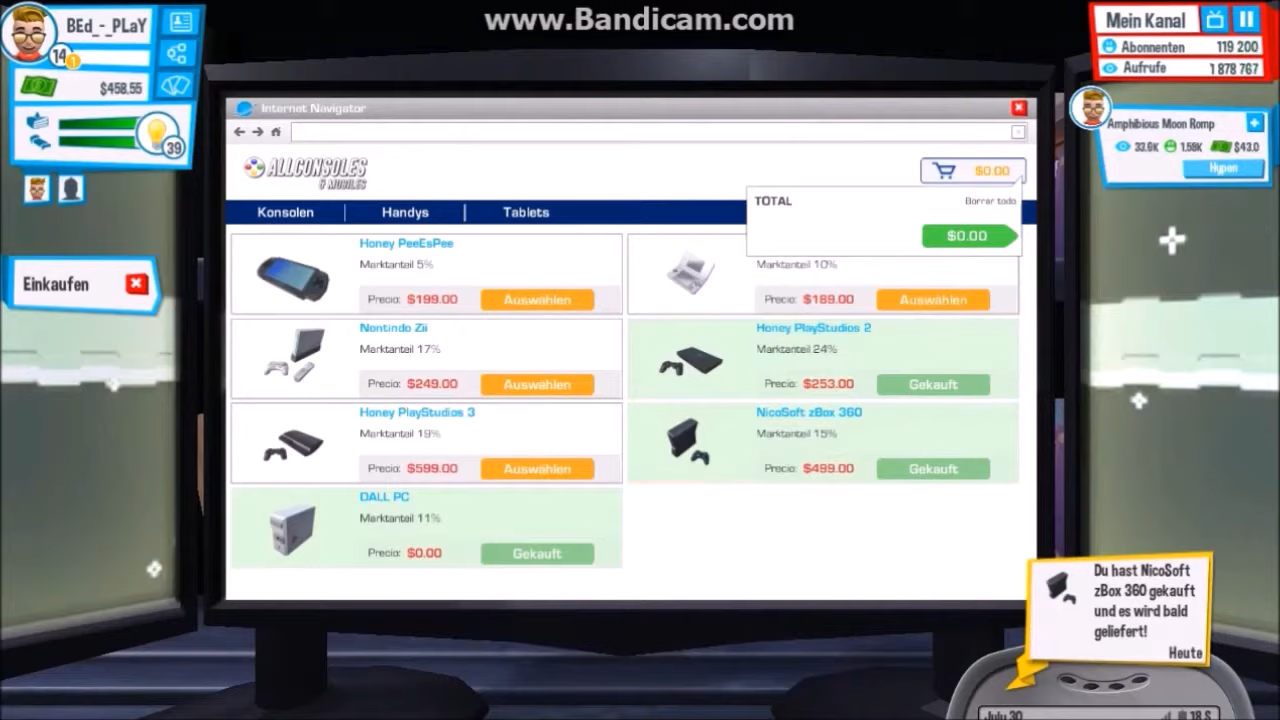 www.Bandicam.com
BEd_-_PLaY
14
1
$458.55
39
Mein Kanal
Abonnenten 119 200
Aufrufe 1 878 767
Amphibious Moon Romp
33.6K 1.58K $43.0
Hypen
Einkaufen
Internet Navigator
ALLCONSOLES
& MOBILES
$0.00
Konsolen Handys Tablets
TOTAL Borrar todo
$0.00
Honey PeeEsPee
Marktanteil 5%
Precio: $199.00 Auswählen
Marktanteil 10%
Precio: $189.00 Auswählen
Nontindo Zii
Marktanteil 17%
Precio: $249.00 Auswählen
Honey PlayStudios 2
Marktanteil 24%
Precio: $253.00 Gekauft
Honey PlayStudios 3
Marktanteil 19%
Precio: $599.00 Auswählen
NicoSoft zBox 360
Marktanteil 15%
Precio: $499.00 Gekauft
DALL PC
Marktanteil 11%
Precio: $0.00 Gekauft
Du hast NicoSoft
zBox 360 gekauft
und es wird bald
geliefert!
Heute
July 30
18 S